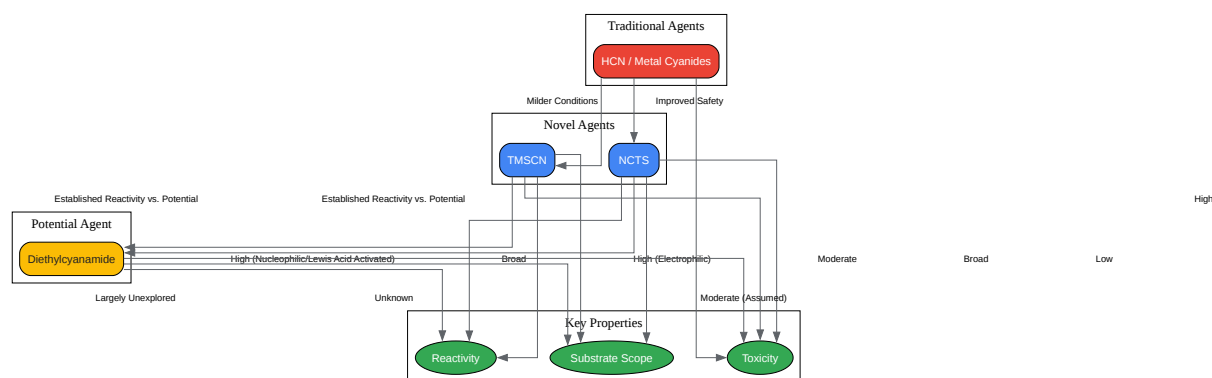 Traditional Agents
HCN / Metal Cyanides
Milder Conditions
Improved Safety
Novel Agents
TMSCN
NCTS
Established Reactivity vs. Potential
Established Reactivity vs. Potential
High
Potential Agent
Diethylcyanamide
High (Nucleophilic/Lewis Acid Activated)
Broad
High (Electrophilic)
Moderate
Broad
Low
Largely Unexplored
Unknown
Moderate (Assumed)
Key Properties
Reactivity
Substrate Scope
Toxicity